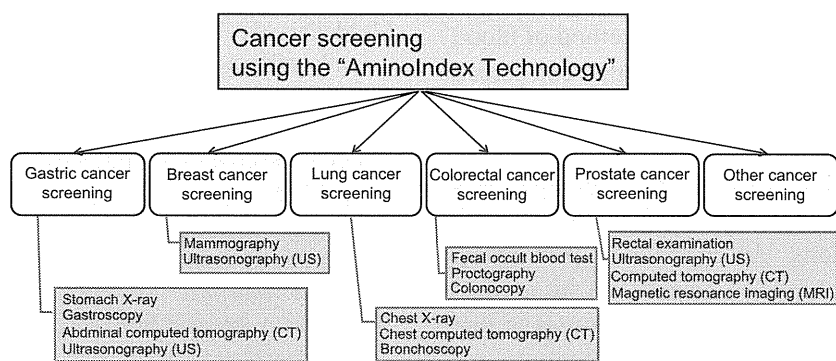 Cancer screening
using the “AminoIndex Technology”
Gastric cancer
screening
Breast cancer
screening
Lung cancer
screening
Colorectal cancer
screening
Prostate cancer
screening
Other cancer
screening
Mammography
Ultrasonography (US)
Fecal occult blood test
Proctography
Colonocopy
Rectal examination
Ultrasonography (US)
Computed tomography (CT)
Magnetic resonance imaging (MRI)
Stomach X-ray
Gastroscopy
Abdminal computed tomography (CT)
Ultrasonography (US)
Chest X-ray
Chest computed tomography (CT)
Bronchoscopy